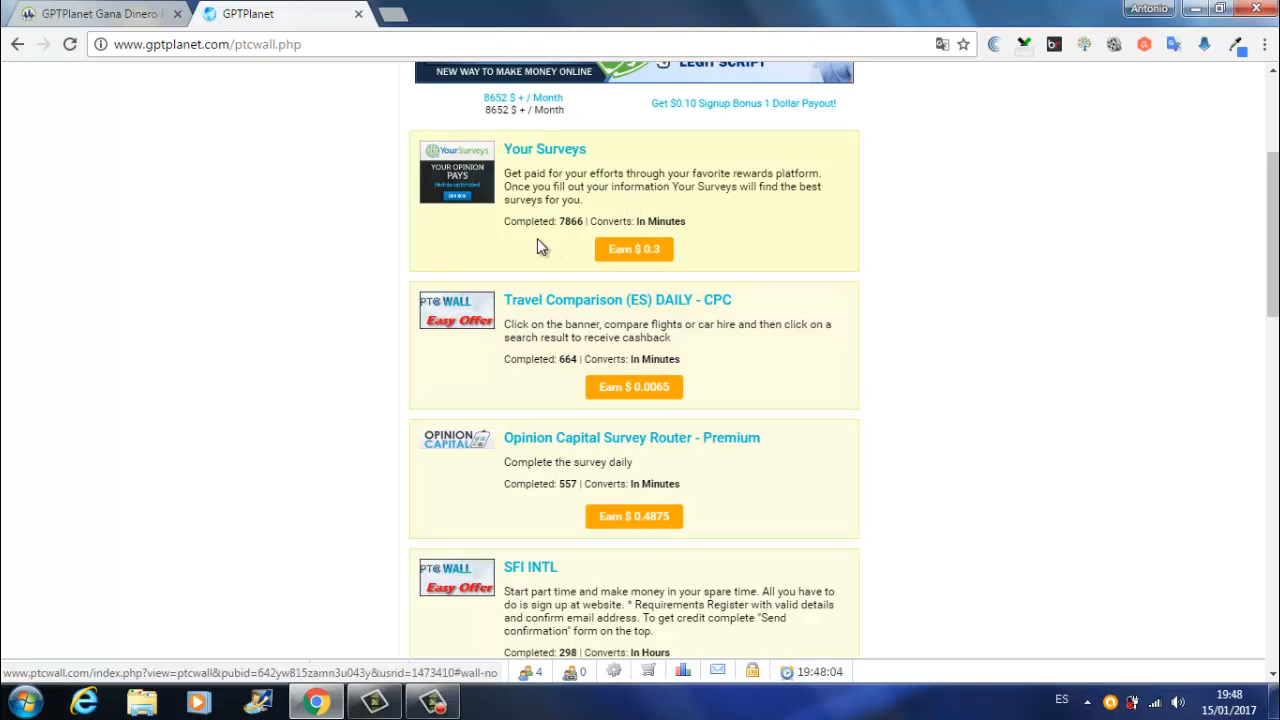 GPTPlanet Gana Dinero
GPTPlanet
Antonio
www.gptplanet.com/ptcwall.php
NEW WAY TO MAKE MONEY ONLINE
LEGIT SCRIPT
8652 $ + / Month
8652 $ + / Month
Get $0.10 Signup Bonus 1 Dollar Payout!
YourSurveys
YOUR OPINION
PAYS
Your Surveys
Get paid for your efforts through your favorite rewards platform.
Once you fill out your information Your Surveys will find the best
surveys for you.
Completed: 7866 | Converts: In Minutes
Earn $ 0.3
PTC WALL
Easy Offer
Travel Comparison (ES) DAILY - CPC
Click on the banner, compare flights or car hire and then click on a
search result to receive cashback
Completed: 664 | Converts: In Minutes
Earn $ 0.0065
OPINION
CAPITAL
Opinion Capital Survey Router - Premium
Complete the survey daily
Completed: 557 | Converts: In Minutes
Earn $ 0.4875
PTC WALL
Easy Offer
SFI INTL
Start part time and make money in your spare time. All you have to
do is sign up at website. * Requirements Register with valid details
and confirm email address. To get credit complete "Send
confirmation" form on the top.
Completed: 298 | Converts: In Hours
www.ptcwall.com/index.php?view=ptcwall&pubid=642yw815zamn3u043y&usrid=1473410#wall-no
4
0
19:48:04
ES
19:48
15/01/2017